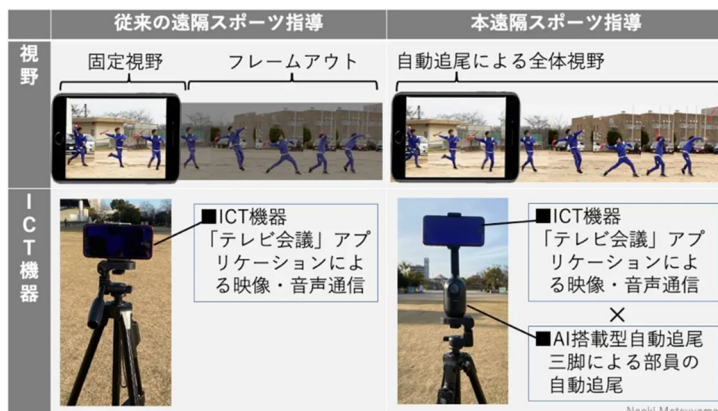 従来の遠隔スポーツ指導
本遠隔スポーツ指導
視野
固定視野
フレームアウト
自動追尾による全体視野
ICT機器
■ICT機器
「テレビ会議」アプ
リケーションによ
る映像・音声通信
■ICT機器
「テレビ会議」アプ
リケーションによ
る映像・音声通信
×
■AI搭載型自動追尾
三脚による部員の
自動追尾
Naoki Matsuyama